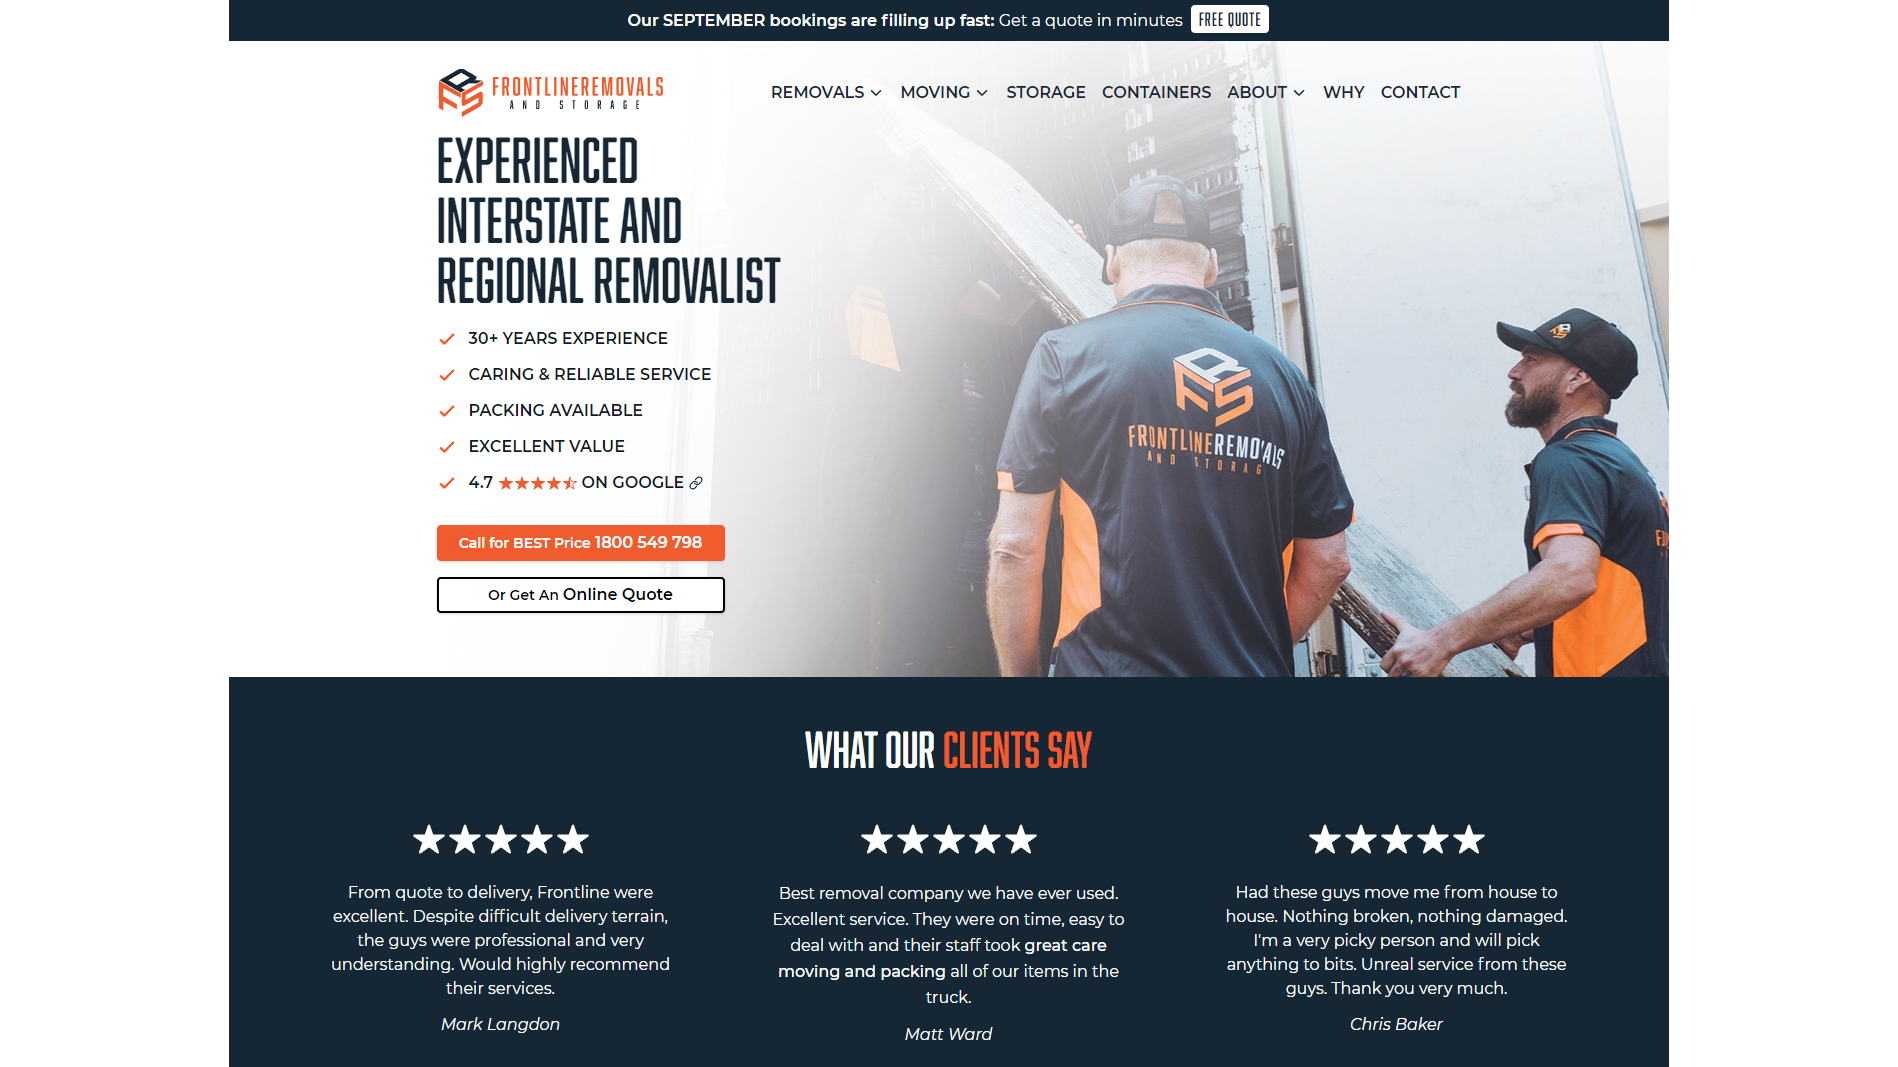 Our SEPTEMBER bookings are filling up fast: Get a quote in minutes FREE QUOTE
FRONTLINEREMOVALS
AND STORAGE
REMOVALS MOVING STORAGE CONTAINERS ABOUT WHY CONTACT
EXPERIENCED
INTERSTATE AND
REGIONAL REMOVALIST
30+ YEARS EXPERIENCE
CARING & RELIABLE SERVICE
PACKING AVAILABLE
EXCELLENT VALUE
4.7 ON GOOGLE
Call for BEST Price 1800 549 798
Or Get An Online Quote
RFS
FRONTLINEREMOVALS
AND STORAG
WHAT OUR CLIENTS SAY
From quote to delivery, Frontline were
excellent. Despite difficult delivery terrain,
the guys were professional and very
understanding. Would highly recommend
their services.
Mark Langdon
Best removal company we have ever used.
Excellent service. They were on time, easy to
deal with and their staff took great care
moving and packing all of our items in the
truck.
Matt Ward
Had these guys move me from house to
house. Nothing broken, nothing damaged.
I'm a very picky person and will pick
anything to bits. Unreal service from these
guys. Thank you very much.
Chris Baker